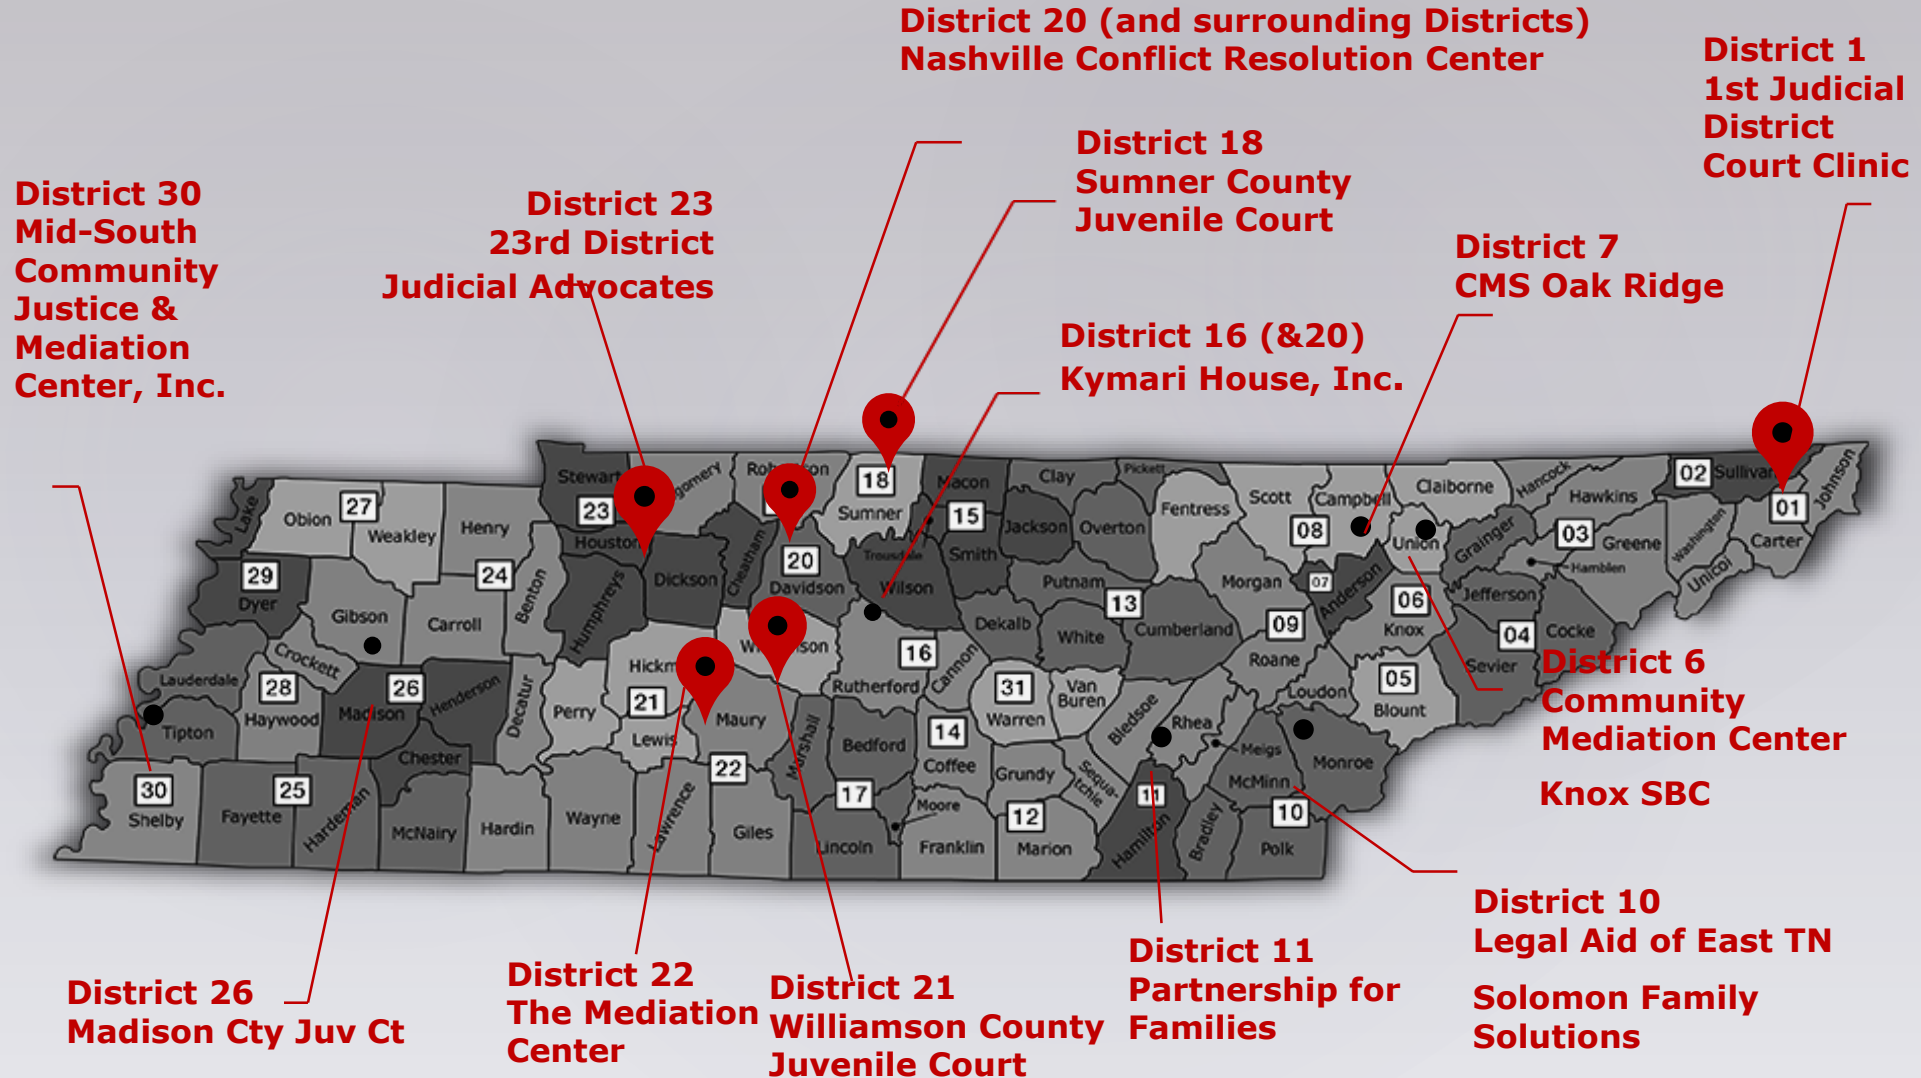 District 20 (and surrounding Districts)
Nashville Conflict Resolution Center
District 1
1st Judicial
District
Court Clinic
District 18
Sumner County
Juvenile Court
District 30
Mid-South
Community
Justice &
Mediation
Center, Inc.
District 23
23rd District
Judicial Advocates
District 7
CMS Oak Ridge
District 16 (&20)
Kymari House, Inc.
Lake
Obion
27
Weakley
Henry
Stewart
23
Houston
gomery
18
Sumner
Macon
15
Clay
Pickett
Jackson
Overton
Fentress
Scott
Campbell
08
Claiborne
Union
Hancock
Hawkins
02
01
Johnson
Carter
Washington
Unicoi
03
Greene
Hamblen
Grainger
Jefferson
29
Dyer
Gibson
24
Carroll
Benton
Humphreys
Dickson
Cheatham
20
Davidson
Trousdale
Wilson
Smith
Putnam
13
Dekalb
White
Cumberland
Morgan
07
Anderson
09
Roane
06
Knox
04
Cocke
Sevier
Crockett
Lauderdale
Tipton
28
Haywood
26
Madison
Henderson
Decatur
Perry
21
Lewis
Maury
16
Rutherford
Cannon
31
Warren
Van
Buren
Bledsoe
Rhea
Meigs
Loudon
05
Blount
Monroe
McMinn
30
Shelby
25
Fayette
Hardeman
Chester
McNairy
Hardin
Wayne
Lawrence
22
Giles
Marshall
Bedford
17
Lincoln
Moore
14
Coffee
Grundy
Sequa-
tchie
12
Franklin
Marion
11
Hamilton
Bradley
10
Polk
District 6
Community
Mediation Center
Knox SBC
District 10
Legal Aid of East TN
Solomon Family
Solutions
District 11
Partnership for
Families
District 21
Williamson County
Juvenile Court
District 22
The Mediation
Center
District 26
Madison Cty Juv Ct